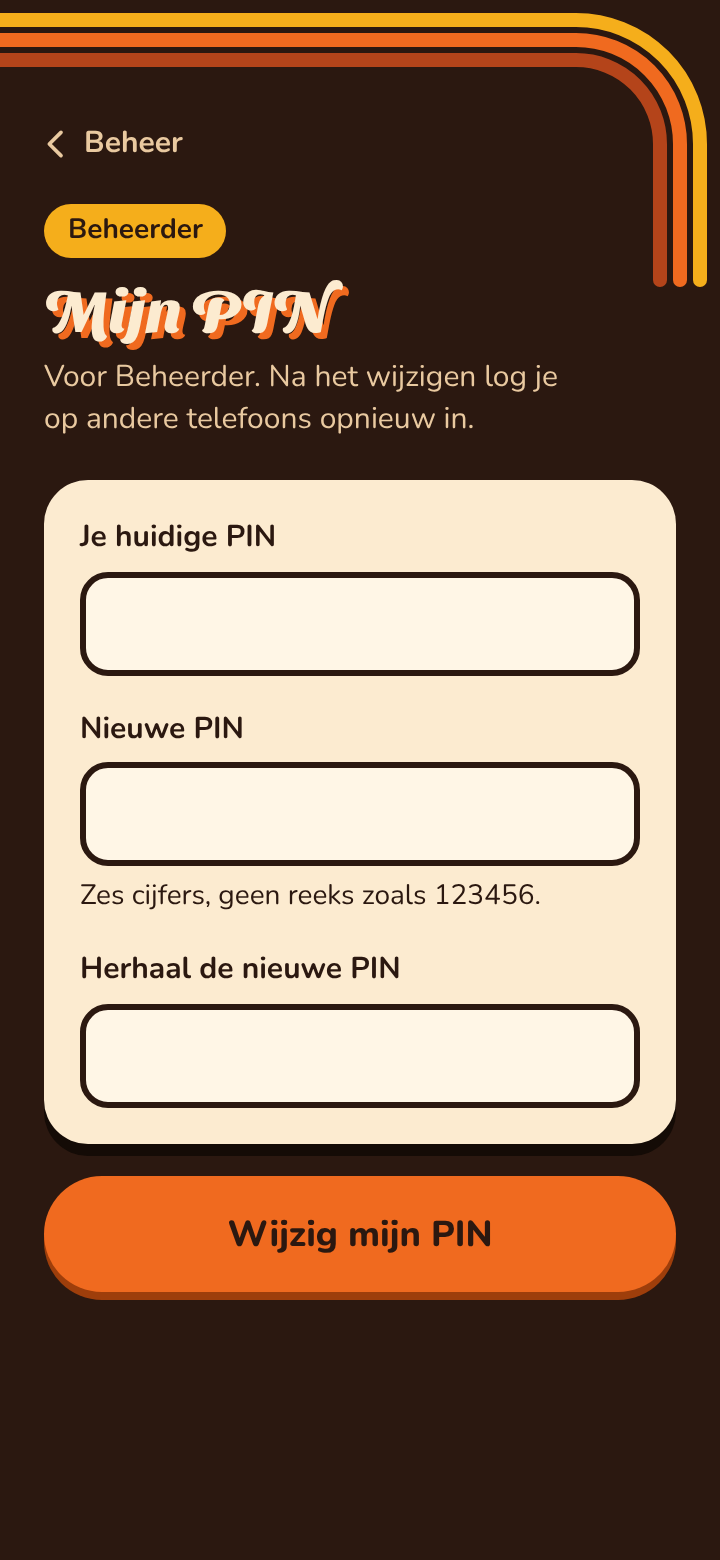 Beheer
Beheerder
Mijn PIN
Voor Beheerder. Na het wijzigen log je
op andere telefoons opnieuw in.
Je huidige PIN
Nieuwe PIN
Zes cijfers, geen reeks zoals 123456.
Herhaal de nieuwe PIN
Wijzig mijn PIN